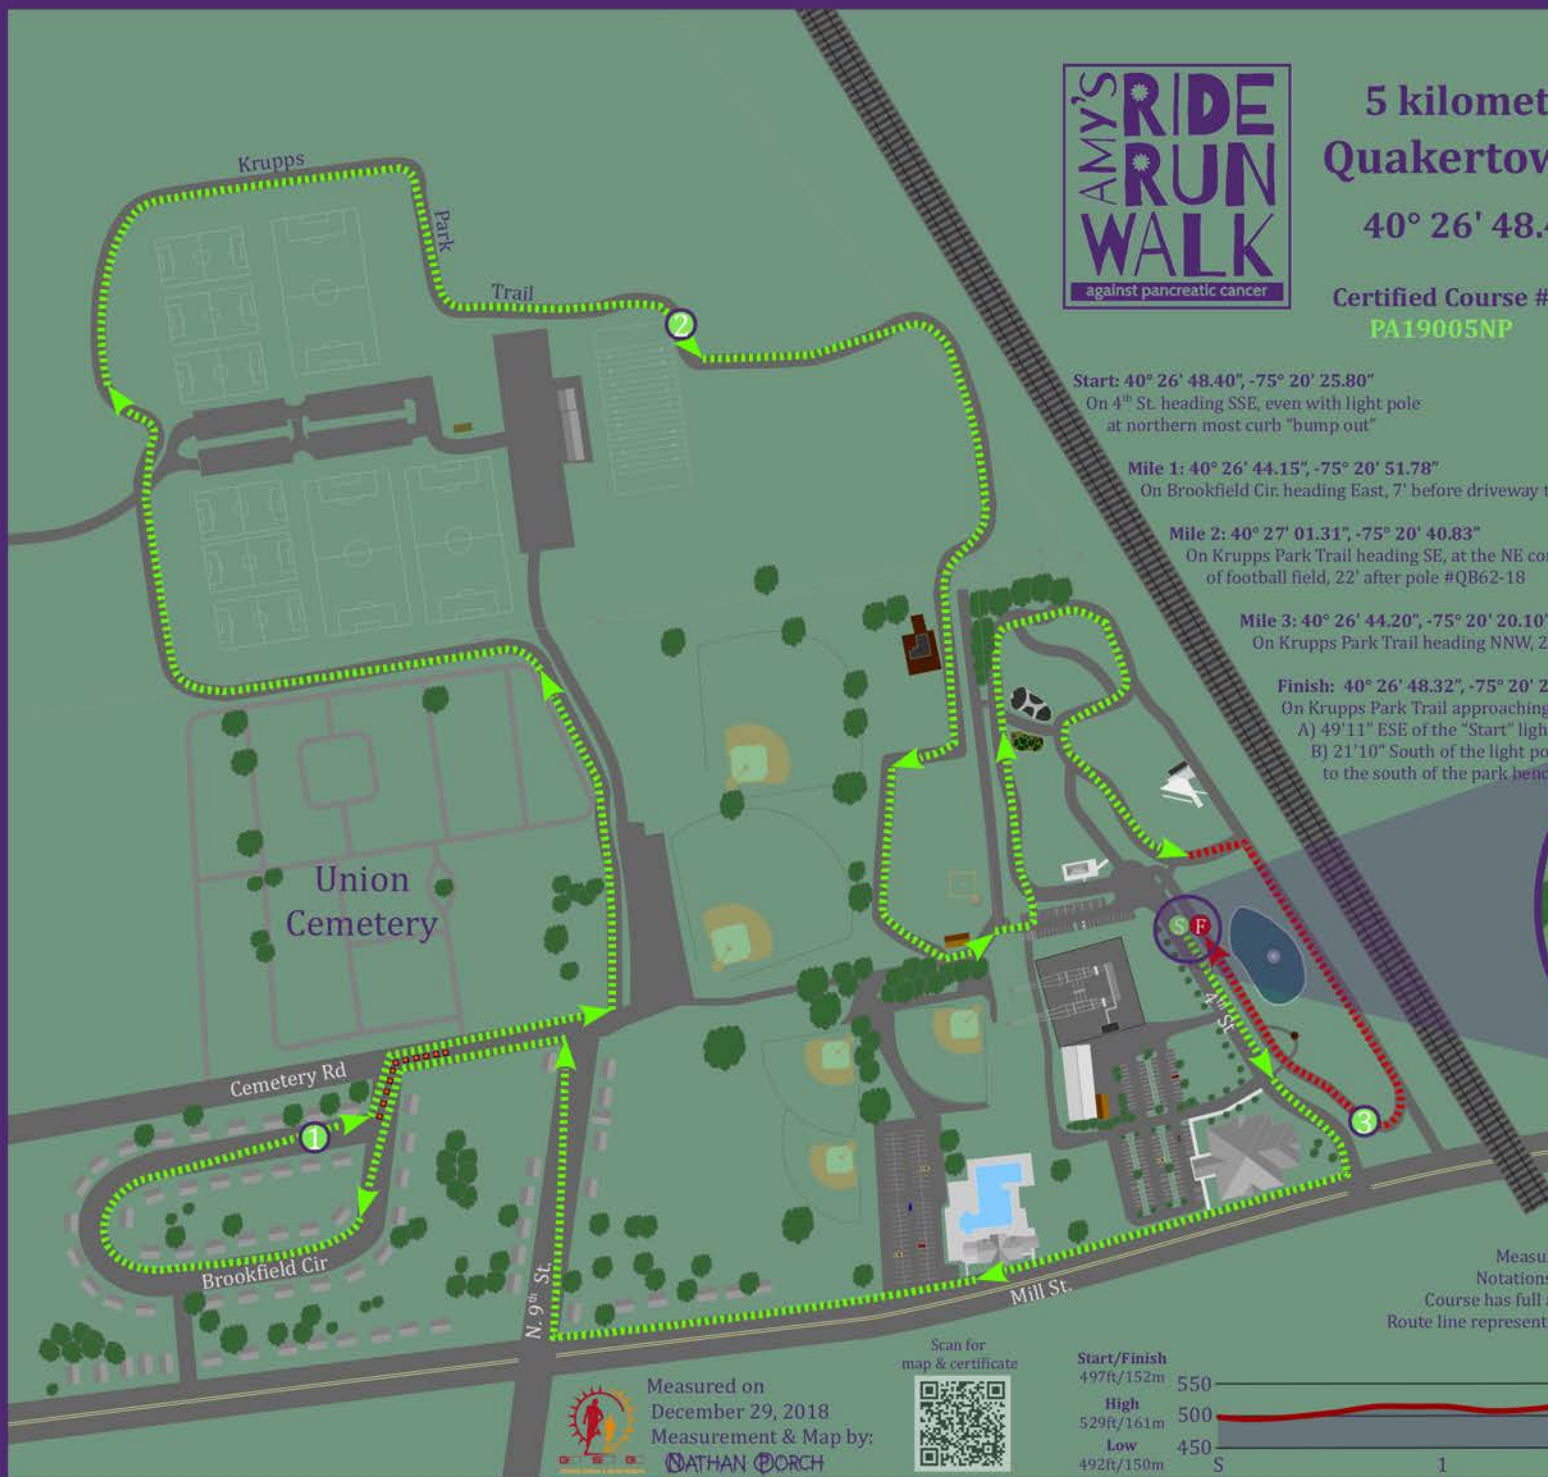 AMY'S
RIDE
RUN
WALK
against pancreatic cancer
5 kilomet
Quakertow
40° 26' 48.4
Certified Course #
PA19005NP
Start: 40° 26' 48.40", -75° 20' 25.80"
On 4th St. heading SSE, even with light pole
at northern most curb "bump out"
Mile 1: 40° 26' 44.15", -75° 20' 51.78"
On Brookfield Cir. heading East, 7' before driveway t
Mile 2: 40° 27' 01.31", -75° 20' 40.83"
On Krupps Park Trail heading SE, at the NE cor
of football field, 22' after pole #QB62-18
Mile 3: 40° 26' 44.20", -75° 20' 20.10"
On Krupps Park Trail heading NNW, 2
Finish: 40° 26' 48.32", -75° 20' 2
On Krupps Park Trail approaching
A) 49'11" ESE of the "Start" ligh
B) 21'10" South of the light po
to the south of the park benc
Krupps
Park
Trail
2
Union
Cemetery
S F
4th St.
Cemetery Rd
1
3
Brookfield Cir
N. 9th St.
Mill St.
Measu
Notations
Course has full
Route line represent
Measured on
December 29, 2018
Measurement & Map by:
NATHAN PORCH
Scan for
map & certificate
Start/Finish
497ft/152m
High
529ft/161m
Low
492ft/150m
550
500
450
S 1